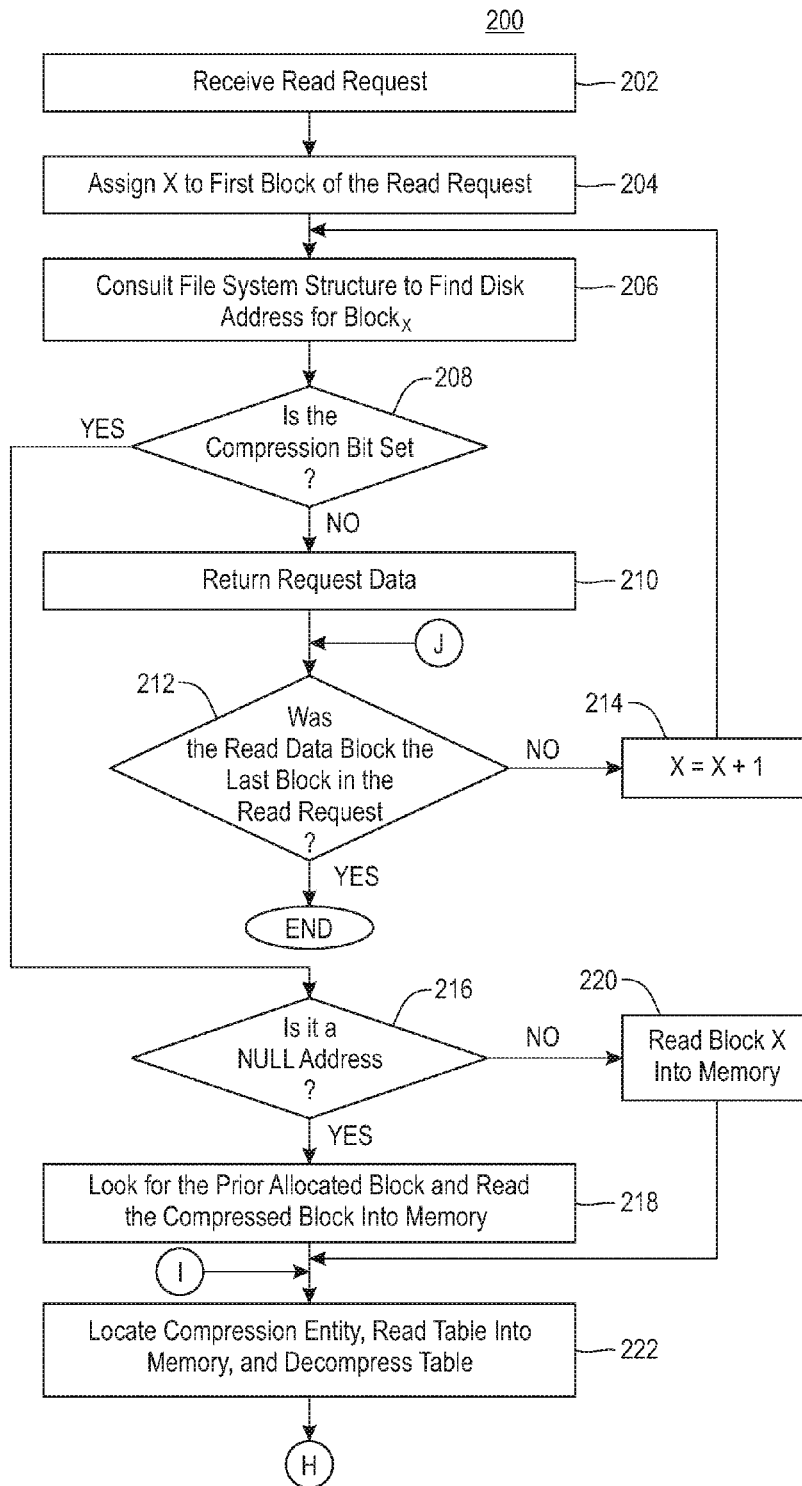 200
Receive Read Request
202
Assign X to First Block of the Read Request
204
Consult File System Structure to Find Disk
Address for Blockₓ
206
208
Is the
Compression Bit Set
?
YES
NO
Return Request Data
210
J
212
Was
the Read Data Block the
Last Block in the
Read Request
?
NO
214
X = X + 1
YES
END
216
Is it a
NULL Address
?
NO
220
Read Block X
Into Memory
YES
Look for the Prior Allocated Block and Read
the Compressed Block Into Memory
218
I
Locate Compression Entity, Read Table Into
Memory, and Decompress Table
222
H